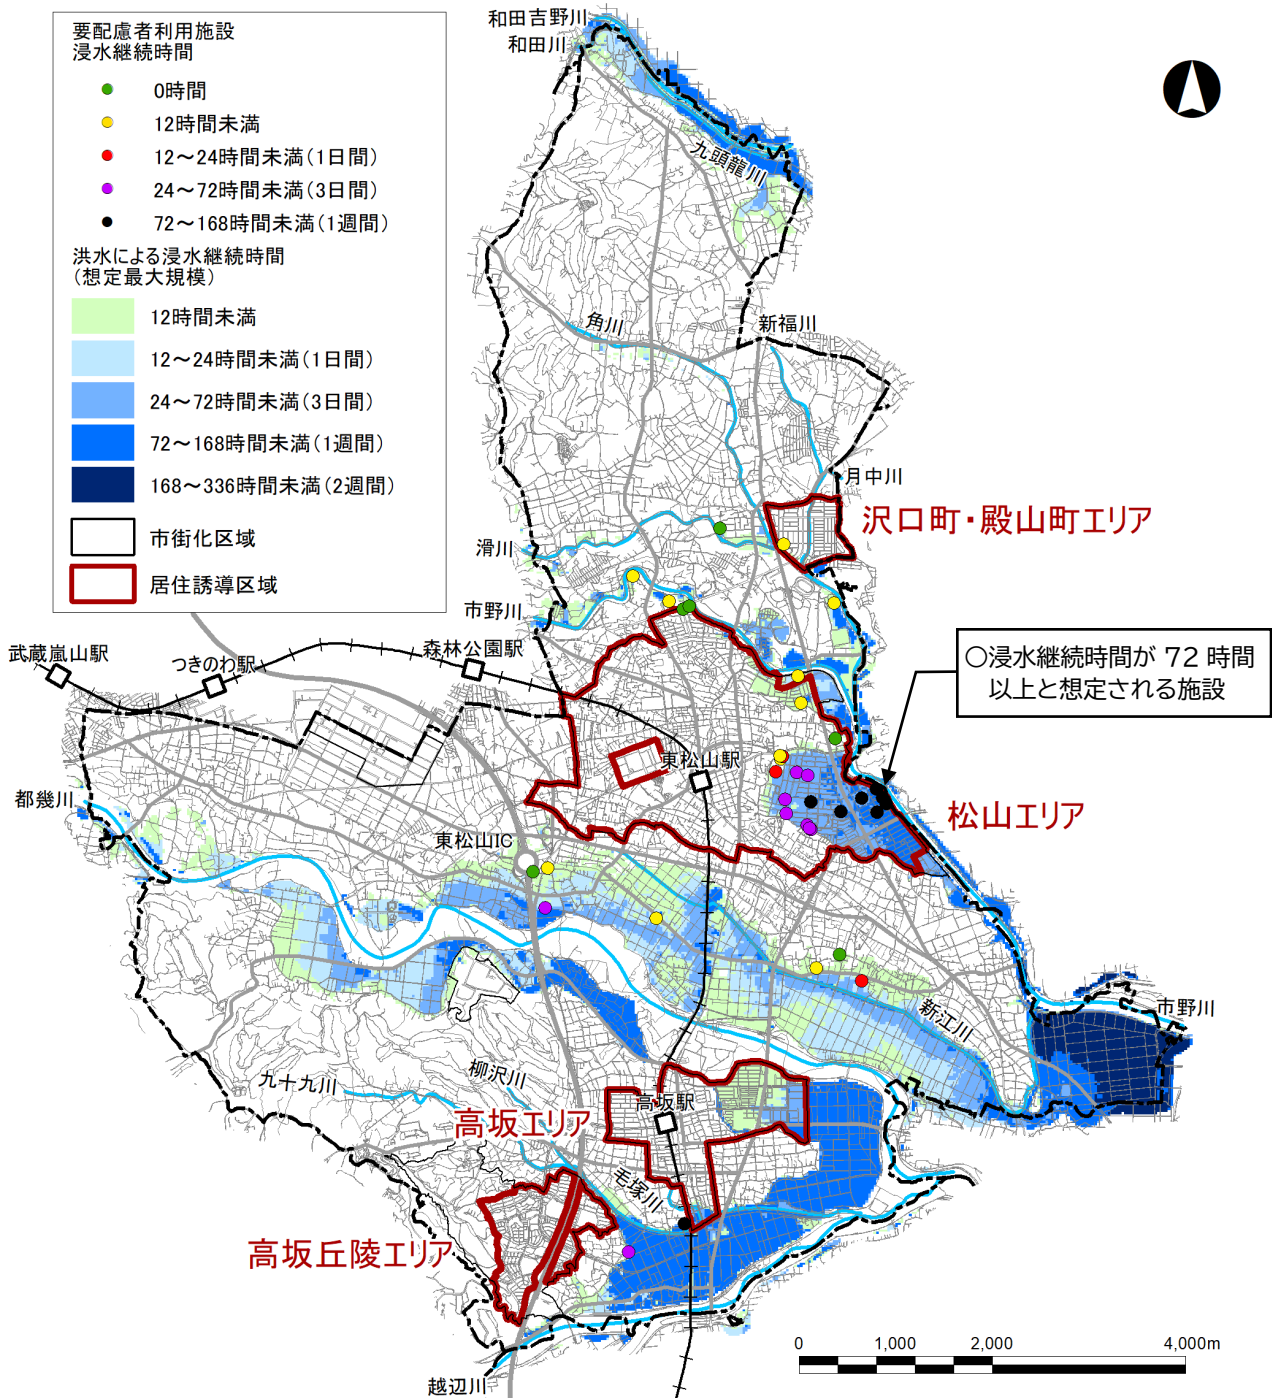 要配慮者利用施設
浸水継続時間
0時間
12時間未満
12～24時間未満(1日間)
24～72時間未満(3日間)
72～168時間未満(1週間)
洪水による浸水継続時間
(想定最大規模)
12時間未満
12～24時間未満(1日間)
24～72時間未満(3日間)
72～168時間未満(1週間)
168～336時間未満(2週間)
市街化区域
居住誘導区域
和田吉野川
和田川
九頭龍川
角川
新福川
月中川
沢口町・殿山町エリア
滑川
市野川
武蔵嵐山駅
つきのわ駅
森林公園駅
○浸水継続時間が 72 時間
以上と想定される施設
東松山駅
都幾川
東松山IC
松山エリア
新江川
市野川
九十九川
柳沢川
高坂駅
高坂エリア
毛塚川
高坂丘陵エリア
越辺川
0 1,000 2,000 4,000m